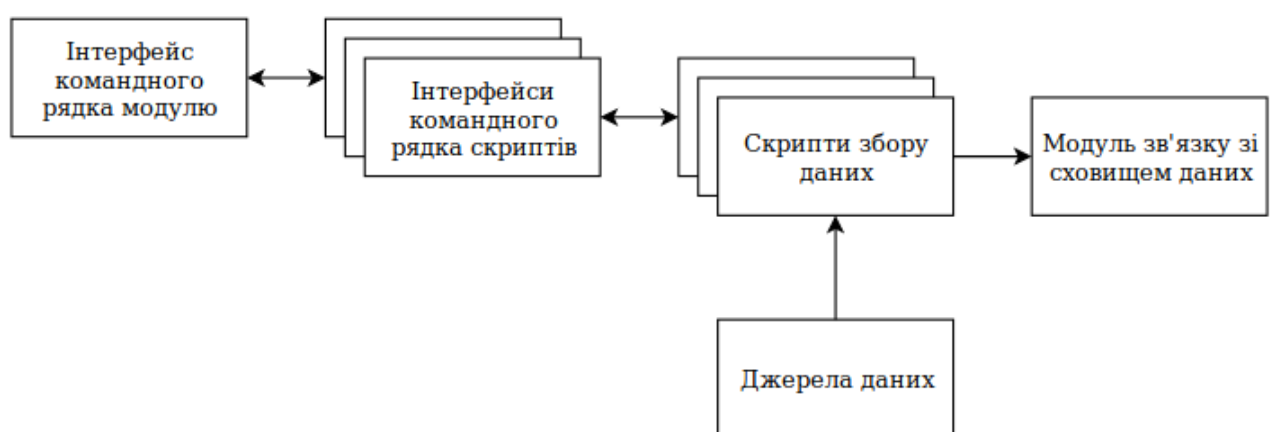 Інтерфейс
командного
рядка модулю
Інтерфейси
командного
рядка скриптів
Скрипти збору
даних
Модуль зв'язку зі
сховищем даних
Джерела даних